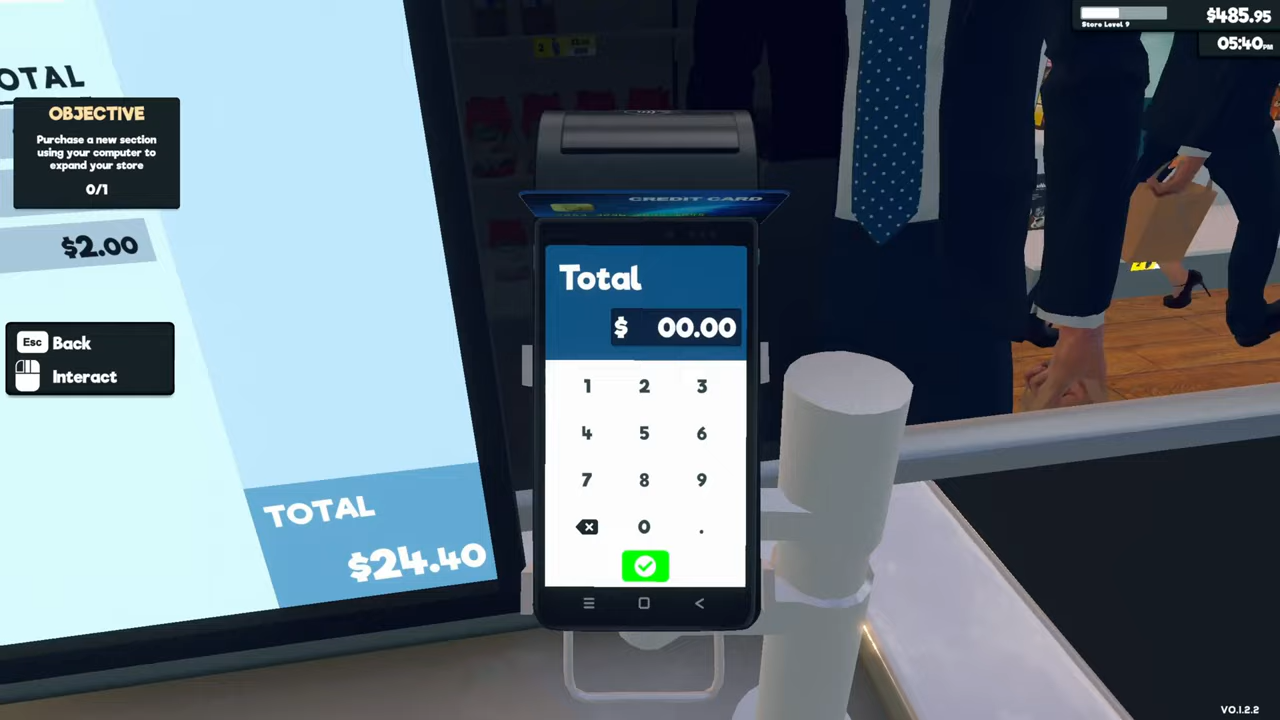 OTAL
OBJECTIVE
Purchase a new section
using your computer to
expand your store
0/1
$2.00
Esc Back
Interact
TOTAL
$24.40
CREDIT CARD
Total
$ 00.00
1 2 3
4 5 6
7 8 9
0 .
Store Level 9
$485.95
05:40PM
V0.1.2.2